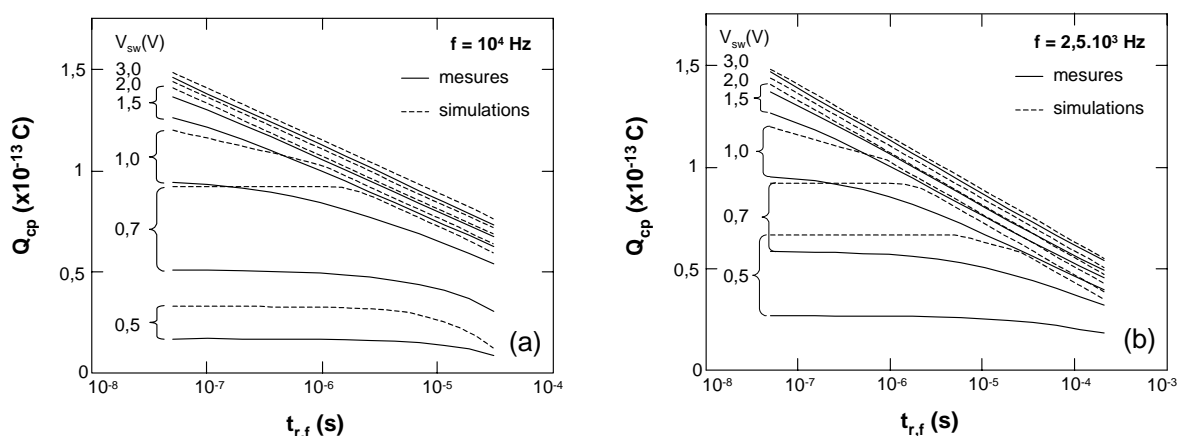 (a)
V_sw(V)
f = 10⁴ Hz
mesures
simulations
3,0
2,0
1,5
1,0
0,7
0,5
1,5
1
0,5
0
10⁻⁸
10⁻⁷
10⁻⁶
10⁻⁵
10⁻⁴
Q_cp (x10⁻¹³ C)
t_r,f (s)
(b)
V_sw(V)
f = 2,5.10³ Hz
mesures
simulations
3,0
2,0
1,5
1,0
0,7
0,5
1,5
1
0,5
0
10⁻⁸
10⁻⁷
10⁻⁶
10⁻⁵
10⁻⁴
10⁻³
Q_cp (x10⁻¹³ C)
t_r,f (s)